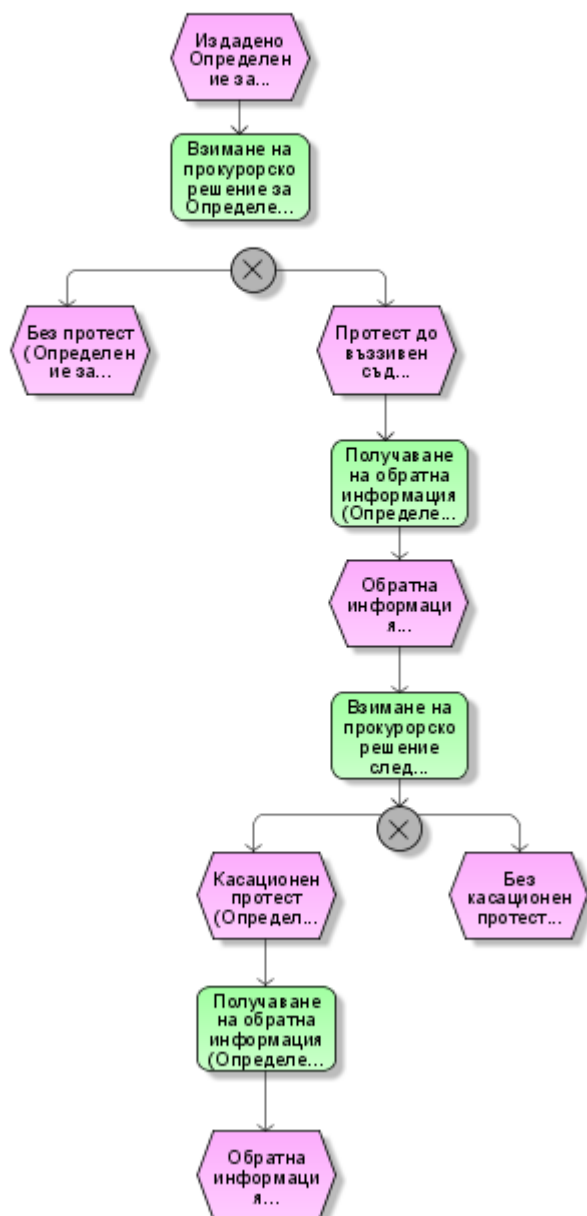 Издадено
Определен
ие за...
Взимане на
прокурорско
решение за
Определе...
Без протест
(Определен
ие за...
Протест до
въззивен
съд...
Получаване
на обратна
информация
(Определе...
Обратна
информаци
я...
Взимане на
прокурорско
решение
след...
Касационен
протест
(Определ...
Без
касационен
протест...
Получаване
на обратна
информация
(Определе...
Обратна
информаци
я...